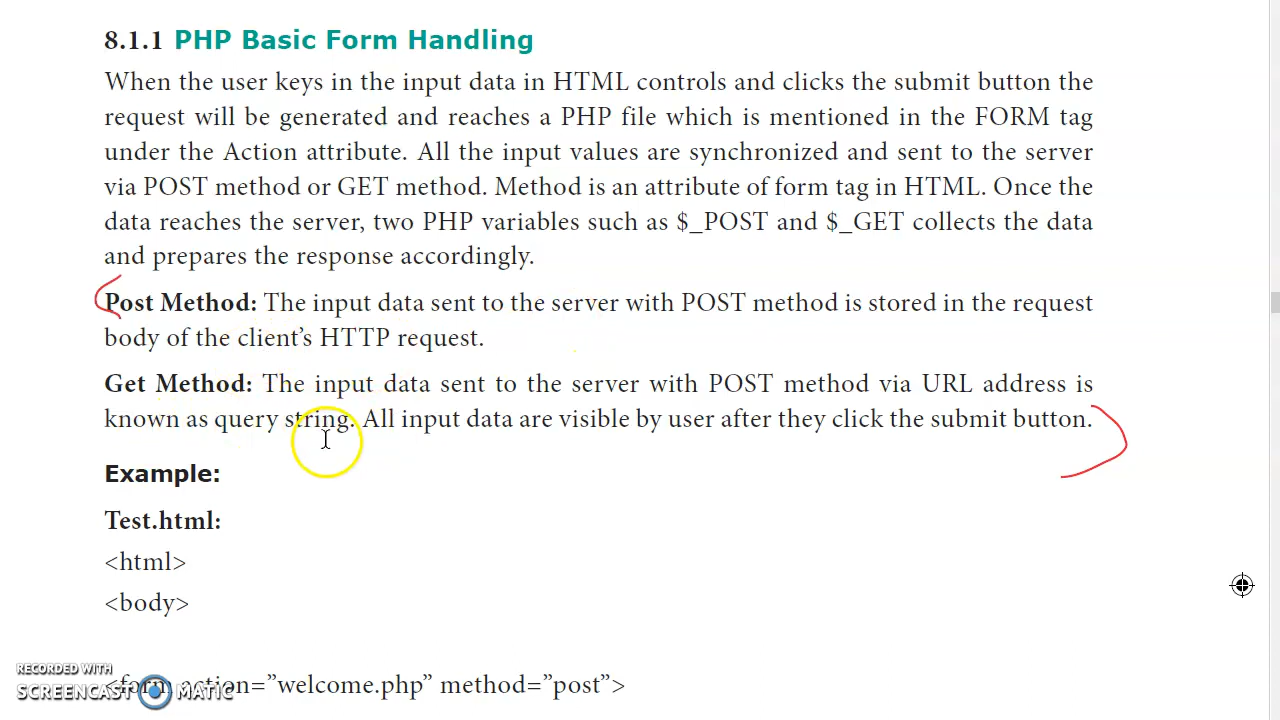 8.1.1 PHP Basic Form Handling
When the user keys in the input data in HTML controls and clicks the submit button the
request will be generated and reaches a PHP file which is mentioned in the FORM tag
under the Action attribute. All the input values are synchronized and sent to the server
via POST method or GET method. Method is an attribute of form tag in HTML. Once the
data reaches the server, two PHP variables such as $_POST and $_GET collects the data
and prepares the response accordingly.
Post Method: The input data sent to the server with POST method is stored in the request
body of the client’s HTTP request.
Get Method: The input data sent to the server with POST method via URL address is
known as query string. All input data are visible by user after they click the submit button.
Example:
Test.html:
<html>
<body>
<form action=”welcome.php” method=”post”>
RECORDED WITH
SCREENCAST MATIC